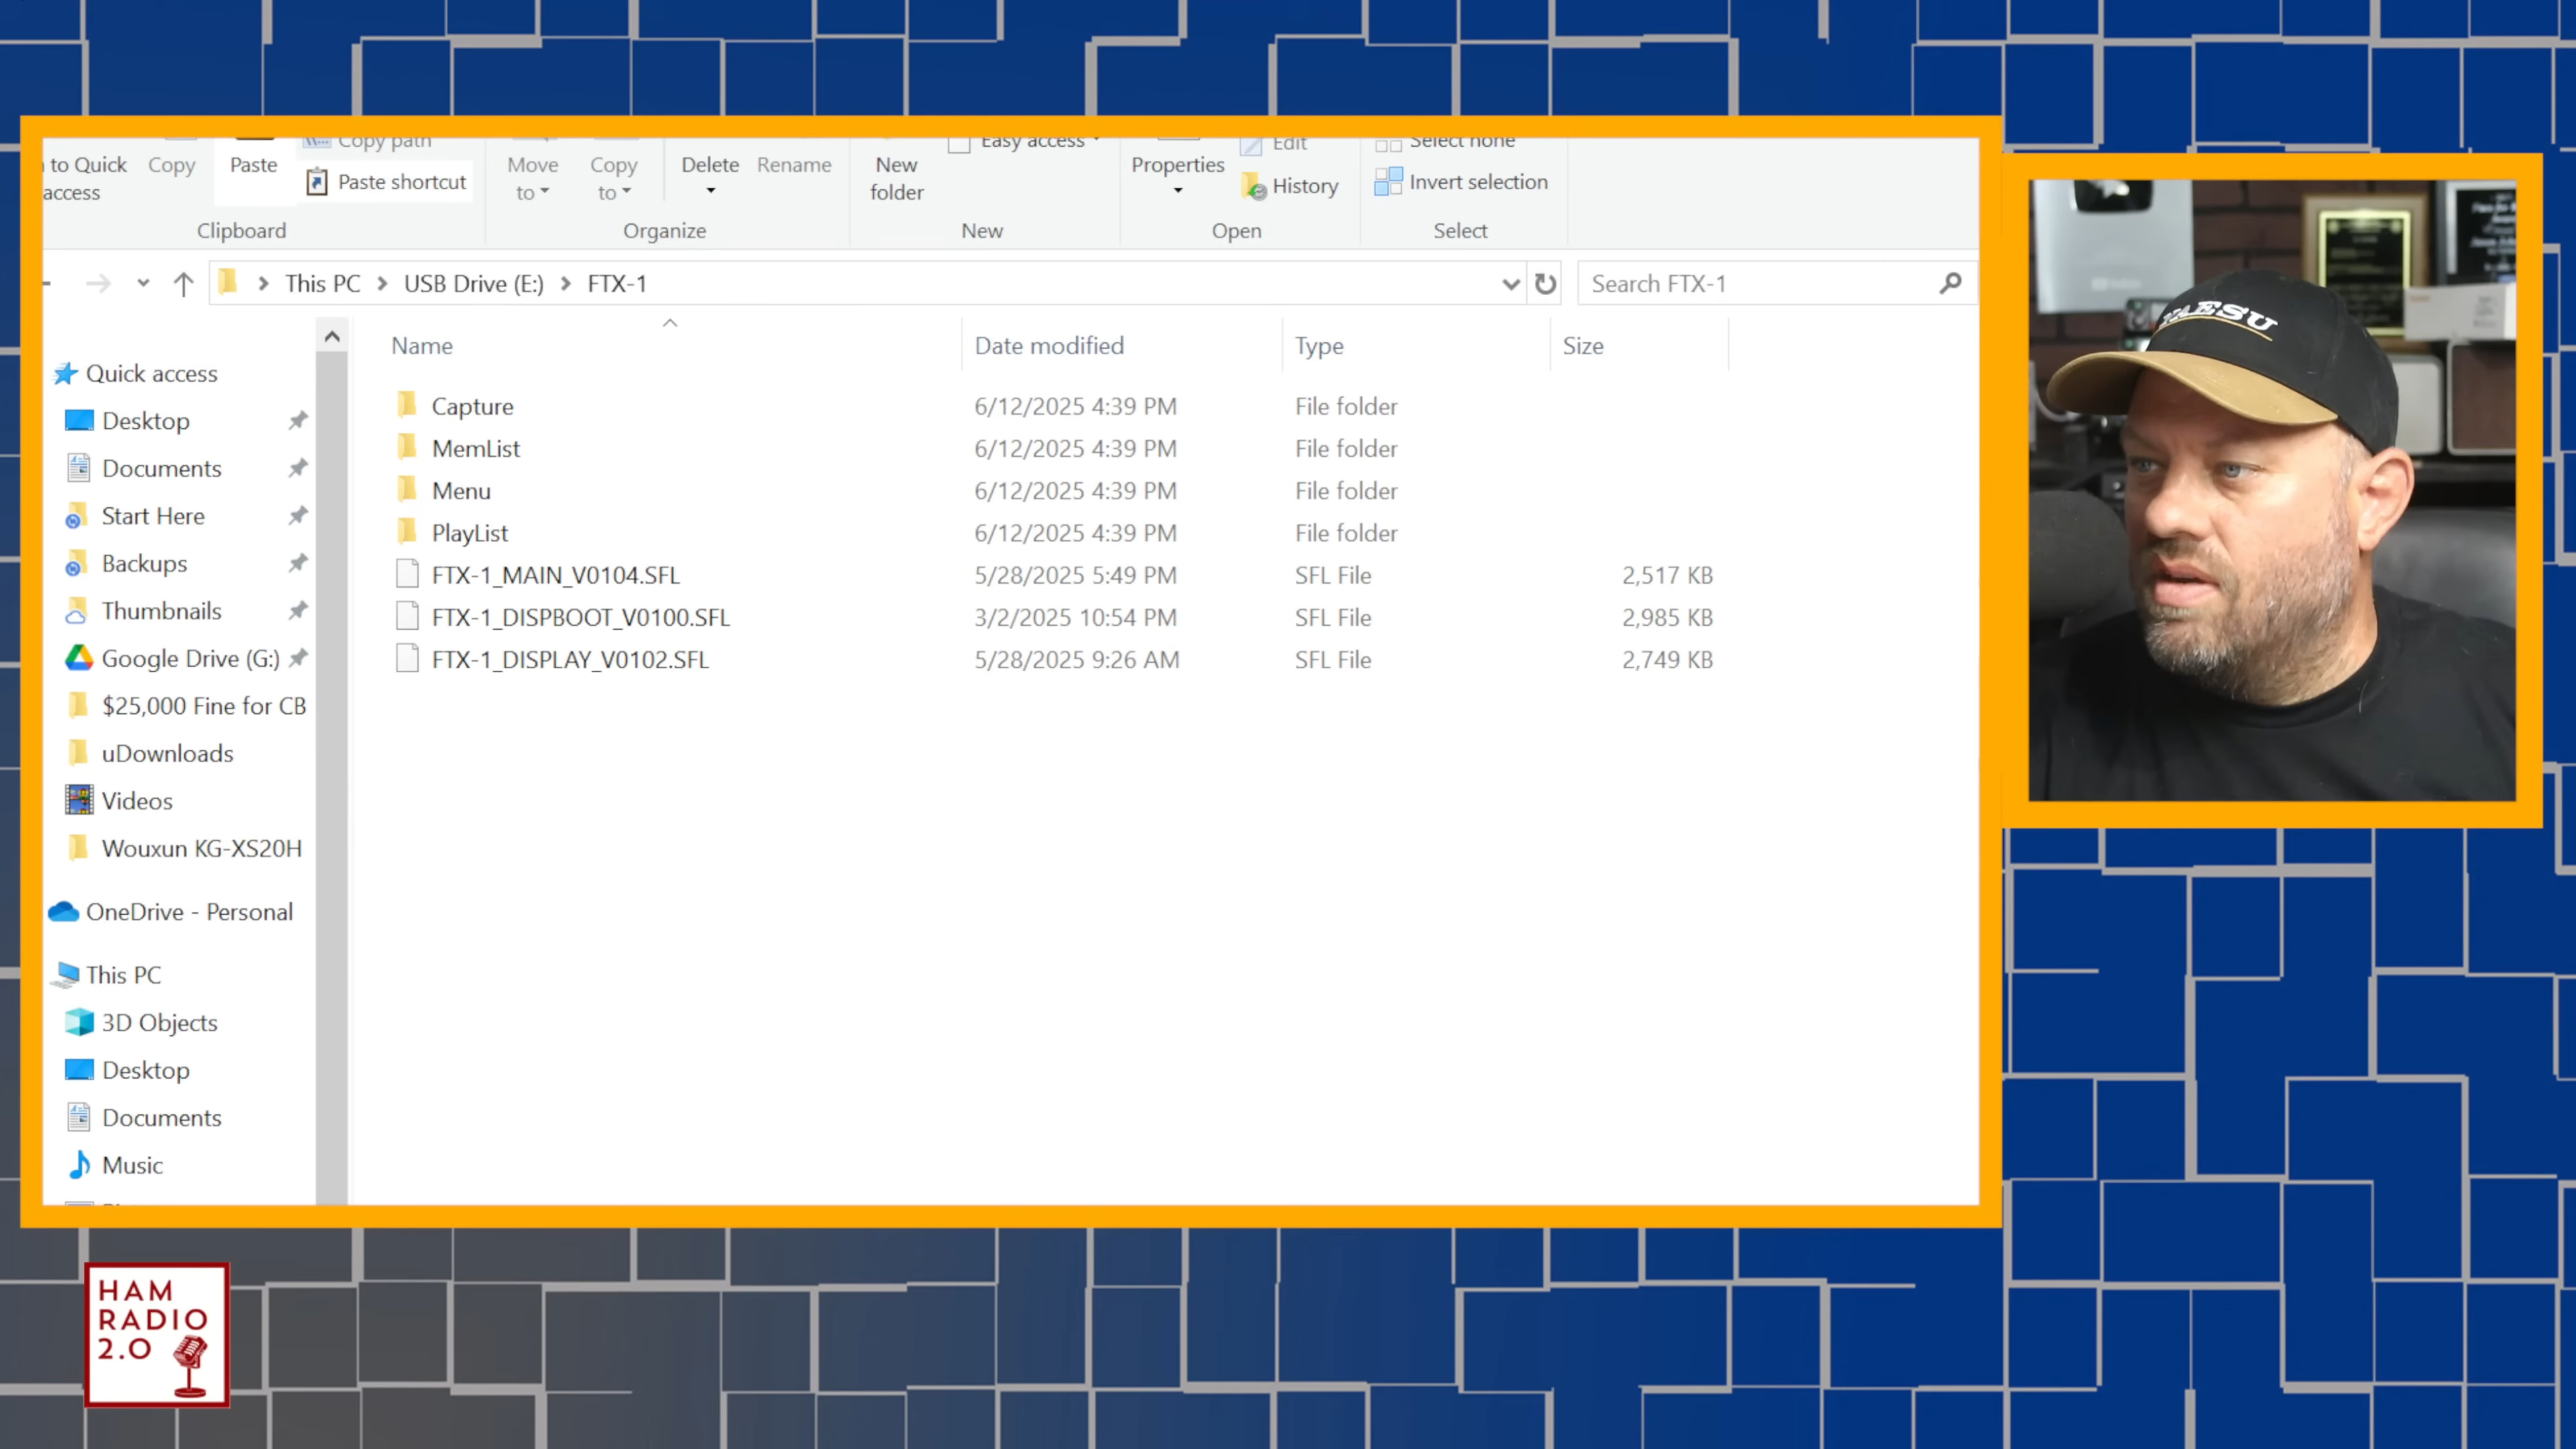 to Quick
access
Copy
Paste
Copy path
Paste shortcut
Clipboard
Move
to
Copy
to
Delete
Rename
Organize
New
folder
Easy access
New
Properties
Edit
History
Open
Select none
Invert selection
Select
This PC > USB Drive (E:) > FTX-1
Search FTX-1
Name Date modified Type Size
Capture 6/12/2025 4:39 PM File folder
MemList 6/12/2025 4:39 PM File folder
Menu 6/12/2025 4:39 PM File folder
PlayList 6/12/2025 4:39 PM File folder
FTX-1_MAIN_V0104.SFL 5/28/2025 5:49 PM SFL File 2,517 KB
FTX-1_DISPBOOT_V0100.SFL 3/2/2025 10:54 PM SFL File 2,985 KB
FTX-1_DISPLAY_V0102.SFL 5/28/2025 9:26 AM SFL File 2,749 KB
Quick access
Desktop
Documents
Start Here
Backups
Thumbnails
Google Drive (G:)
$25,000 Fine for CB
uDownloads
Videos
Wouxun KG-XS20H
OneDrive - Personal
This PC
3D Objects
Desktop
Documents
Music
YAESU
HAM
RADIO
2.0